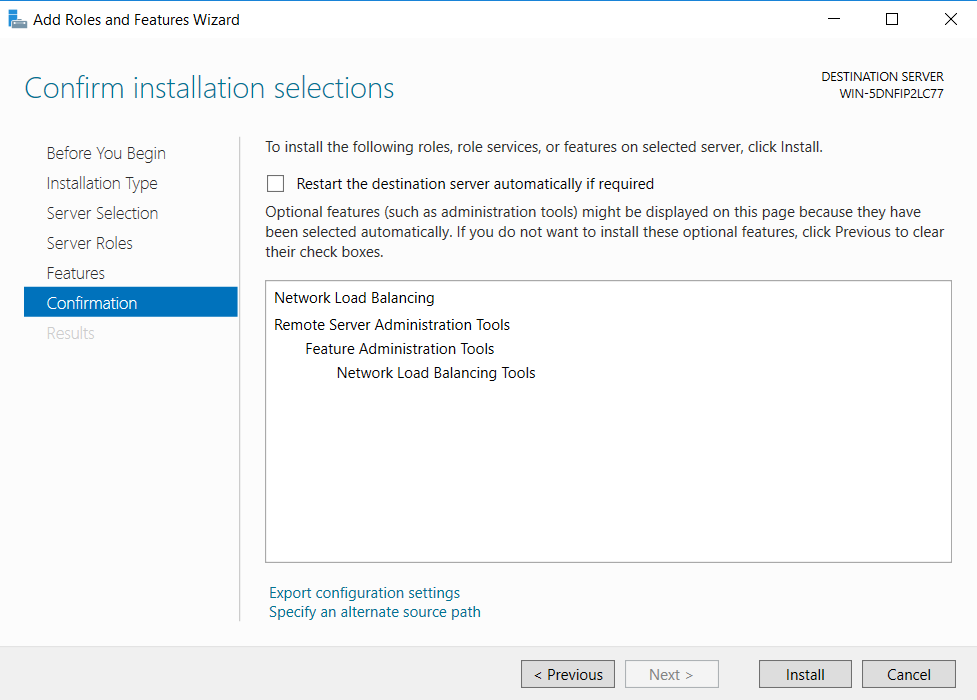 Add Roles and Features Wizard
Confirm installation selections
DESTINATION SERVER
WIN-5DNFIP2LC77
Before You Begin
Installation Type
Server Selection
Server Roles
Features
Confirmation
Results
To install the following roles, role services, or features on selected server, click Install.
Restart the destination server automatically if required
Optional features (such as administration tools) might be displayed on this page because they have
been selected automatically. If you do not want to install these optional features, click Previous to clear
their check boxes.
Network Load Balancing
Remote Server Administration Tools
Feature Administration Tools
Network Load Balancing Tools
Export configuration settings
Specify an alternate source path
< Previous
Next >
Install
Cancel